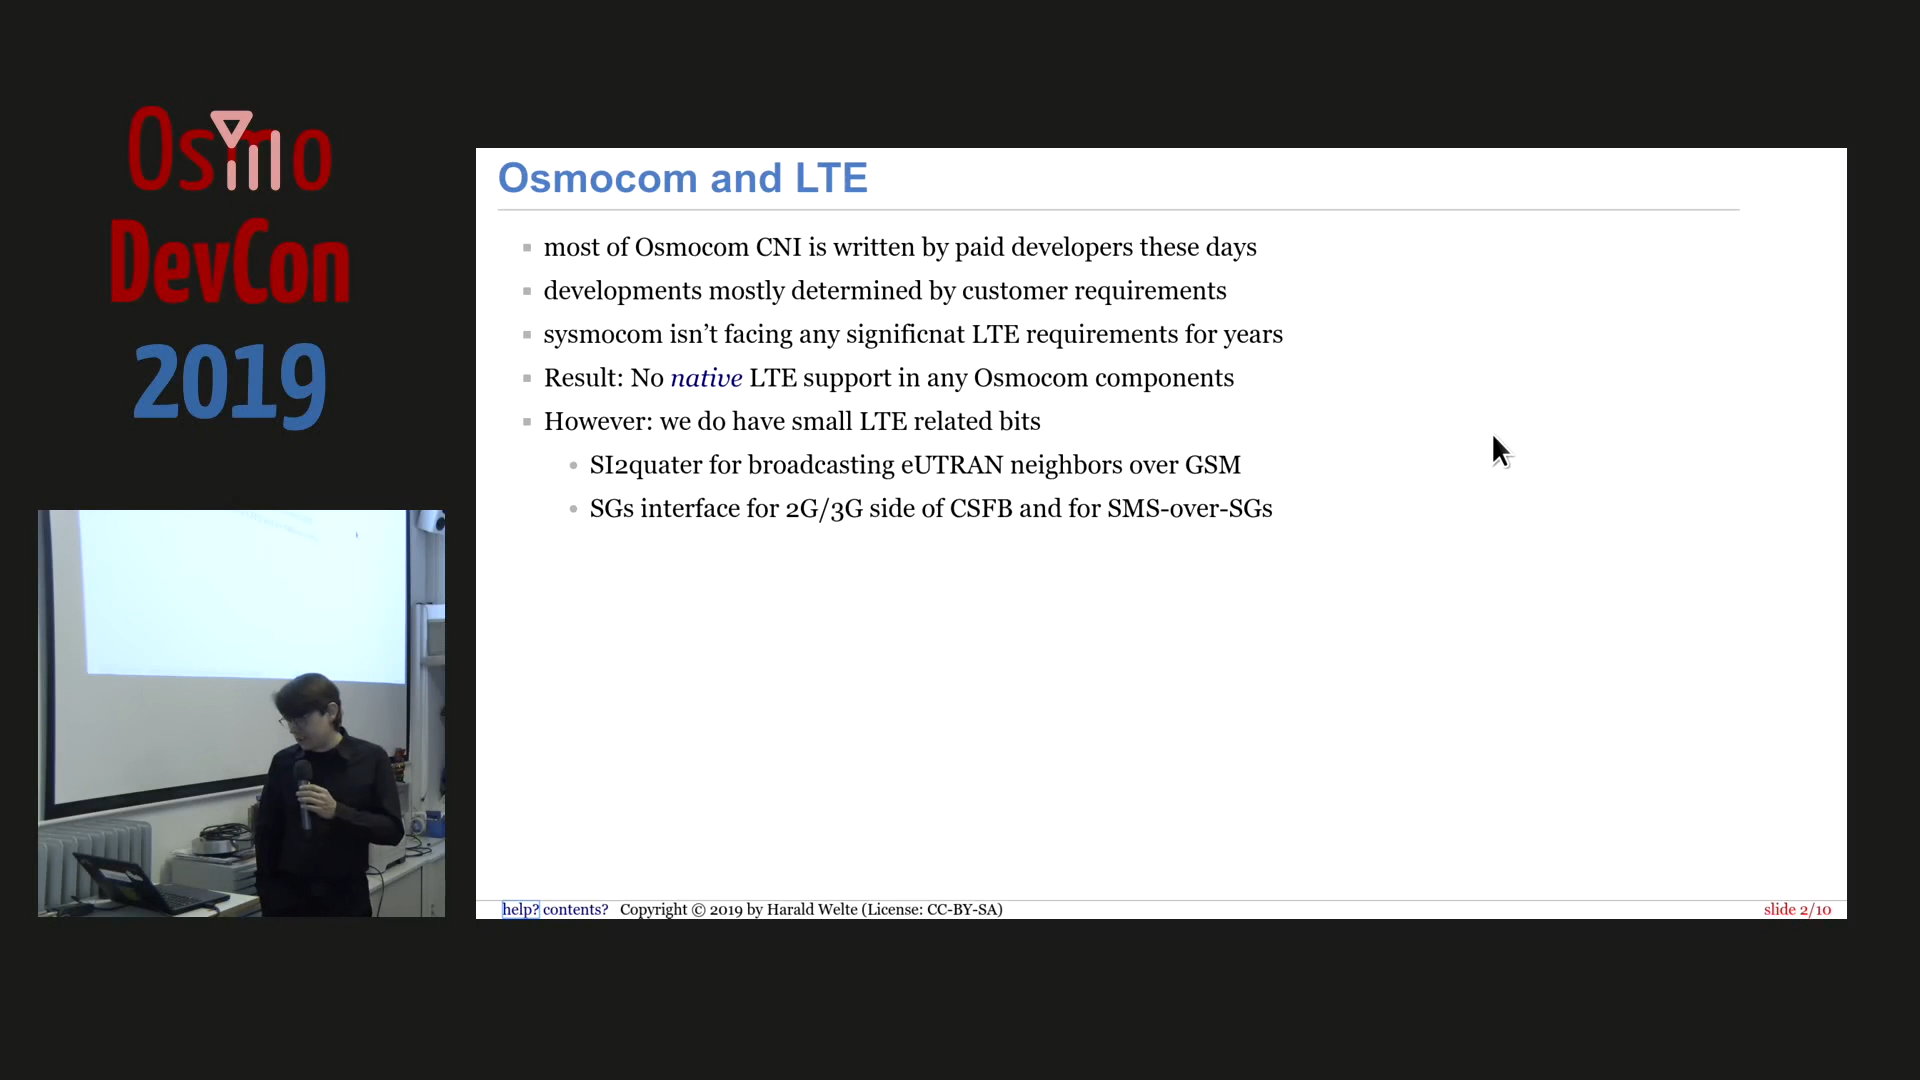 Osmo
DevCon
2019
Osmocom and LTE
most of Osmocom CNI is written by paid developers these days
developments mostly determined by customer requirements
sysmocom isn’t facing any significnat LTE requirements for years
Result: No native LTE support in any Osmocom components
However: we do have small LTE related bits
SI2quater for broadcasting eUTRAN neighbors over GSM
SGs interface for 2G/3G side of CSFB and for SMS-over-SGs
help? contents? Copyright © 2019 by Harald Welte (License: CC-BY-SA)
slide 2/10